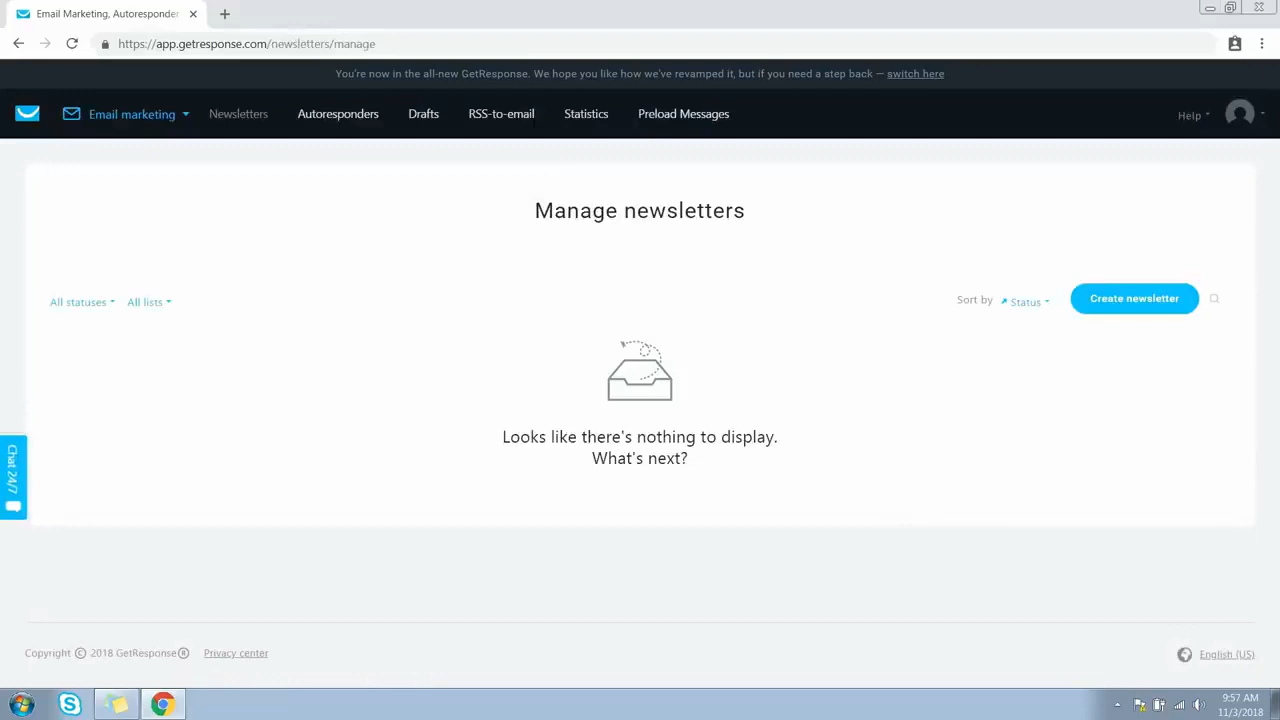 Email Marketing, Autoresponder
https://app.getresponse.com/newsletters/manage
You're now in the all-new GetResponse. We hope you like how we've revamped it, but if you need a step back — switch here
Email marketing Newsletters Autoresponders Drafts RSS-to-email Statistics Preload Messages Help
Manage newsletters
All statuses All lists Sort by Status Create newsletter
Looks like there's nothing to display.
What's next?
Chat 24/7
Copyright © 2018 GetResponse® Privacy center English (US)
9:57 AM
11/3/2018